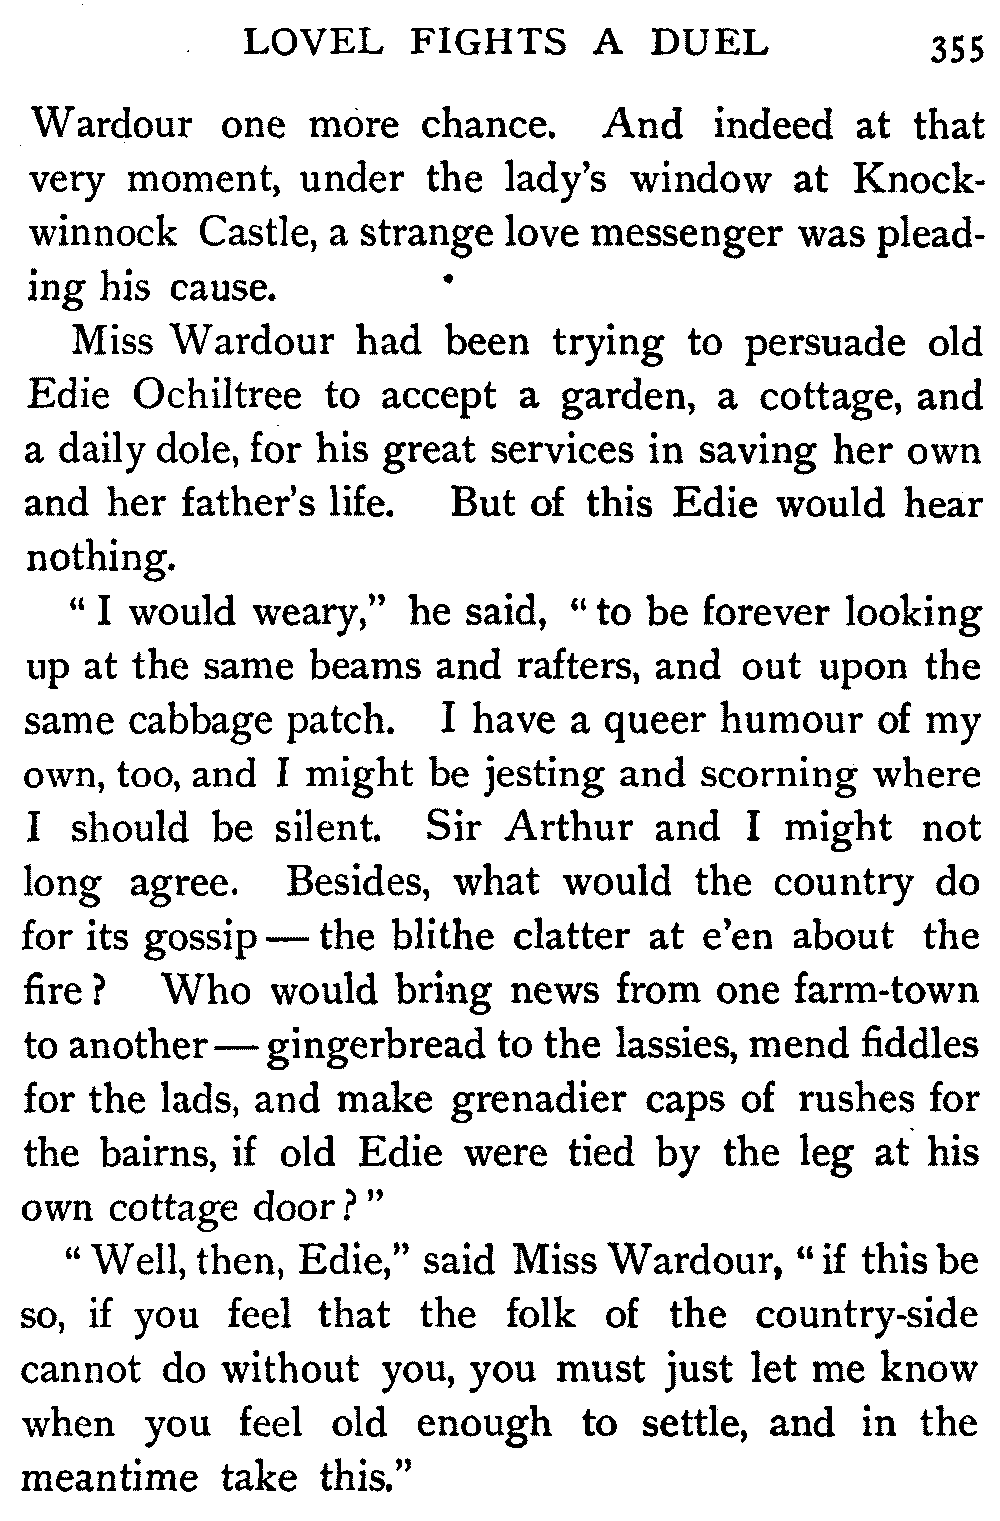 LOVEL FIGHTS A DUEL 355
Wardour one more chance. And indeed at that
very moment, under the lady's window at Knock-
winnock Castle, a strange love messenger was plead-
ing his cause.
Miss Wardour had been trying to persuade old
Edie Ochiltree to accept a garden, a cottage, and
a daily dole, for his great services in saving her own
and her father's life. But of this Edie would hear
nothing.
“I would weary,” he said, “to be forever looking
up at the same beams and rafters, and out upon the
same cabbage patch. I have a queer humour of my
own, too, and I might be jesting and scorning where
I should be silent. Sir Arthur and I might not
long agree. Besides, what would the country do
for its gossip—the blithe clatter at e'en about the
fire? Who would bring news from one farm-town
to another—gingerbread to the lassies, mend fiddles
for the lads, and make grenadier caps of rushes for
the bairns, if old Edie were tied by the leg at his
own cottage door?”
“Well, then, Edie,” said Miss Wardour, “if this be
so, if you feel that the folk of the country-side
cannot do without you, you must just let me know
when you feel old enough to settle, and in the
meantime take this.”